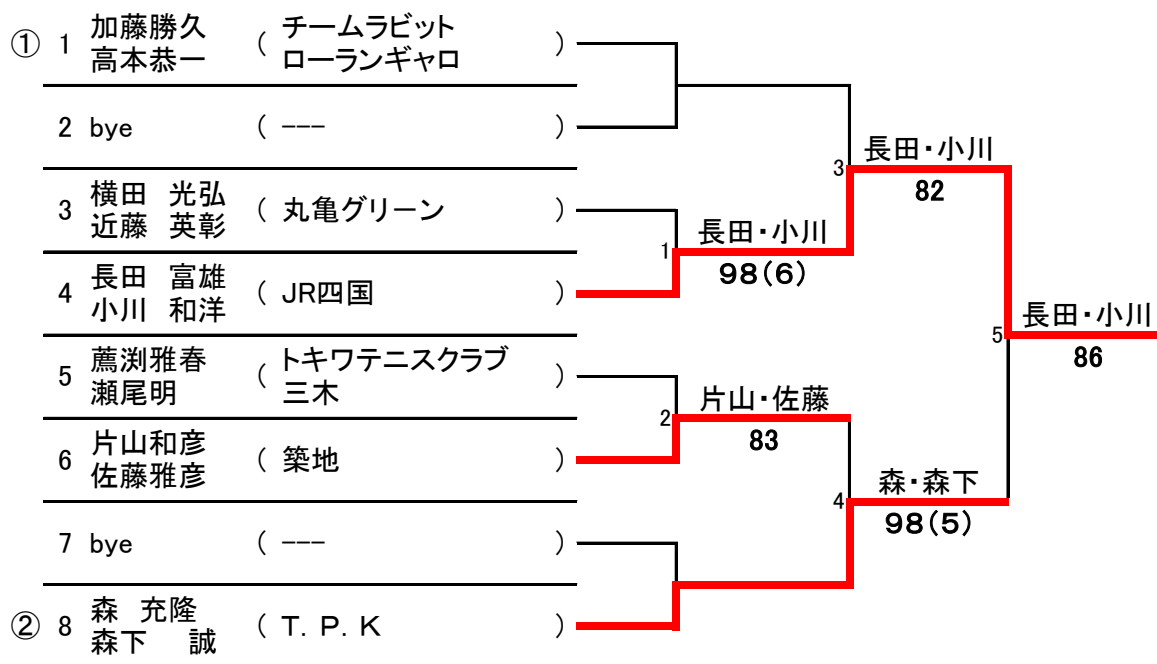 ① 1 加藤勝久 ( チームラビット )
高本恭一 ローランギャロ
2 bye ( --- )
3 横田 光弘 ( 丸亀グリーン )
近藤 英彰
4 長田 富雄 ( JR四国 )
小川 和洋
5 薦渕雅春 ( トキワテニスクラブ )
瀬尾明 三木
6 片山和彦 ( 築地 )
佐藤雅彦
7 bye ( --- )
② 8 森 充隆 ( T.P.K )
森下 誠
1 長田・小川
98(6)
2 片山・佐藤
83
3 長田・小川
82
4 森・森下
98(5)
5 長田・小川
86